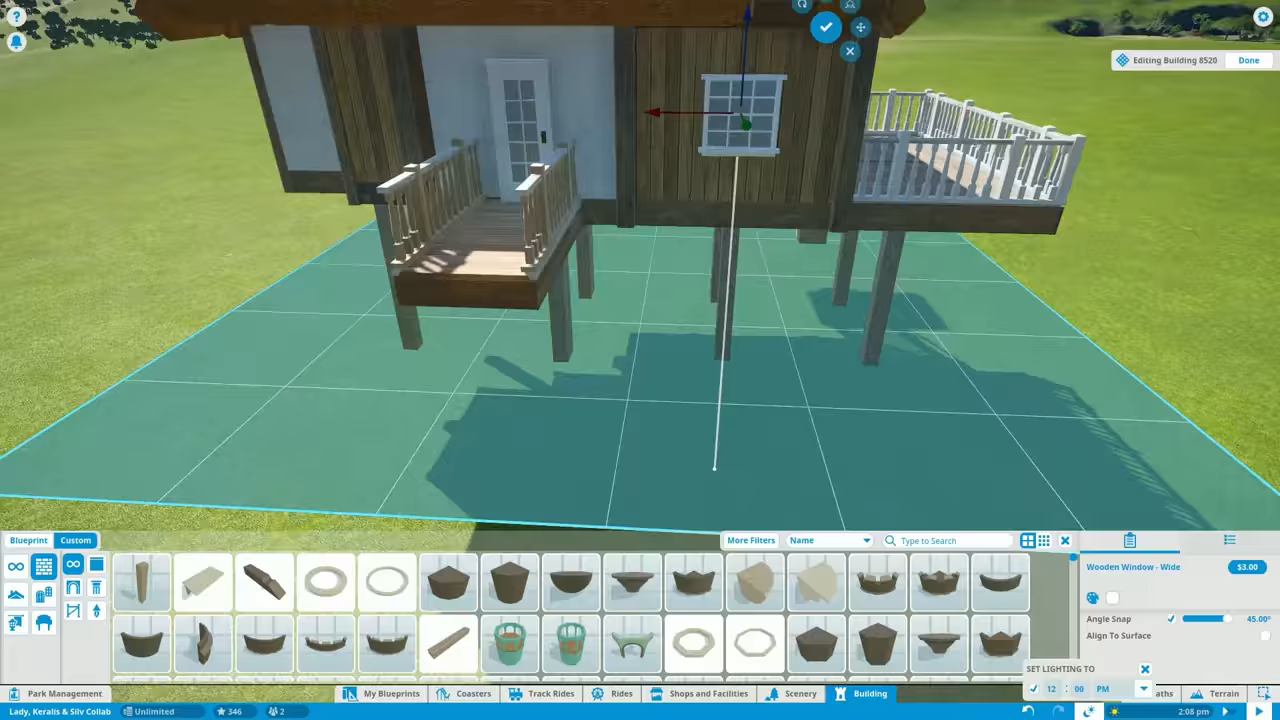 ?
Editing Building 8520
Done
Blueprint
Custom
More Filters
Name
Type to Search
Wooden Window - Wide
$3.00
Angle Snap
45.00°
Align To Surface
SET LIGHTING TO
12 : 00 PM
Park Management
My Blueprints
Coasters
Track Rides
Rides
Shops and Facilities
Scenery
Building
aths
Terrain
Lady, Keralis & Silv Collab
Unlimited
346
2
2:08 pm